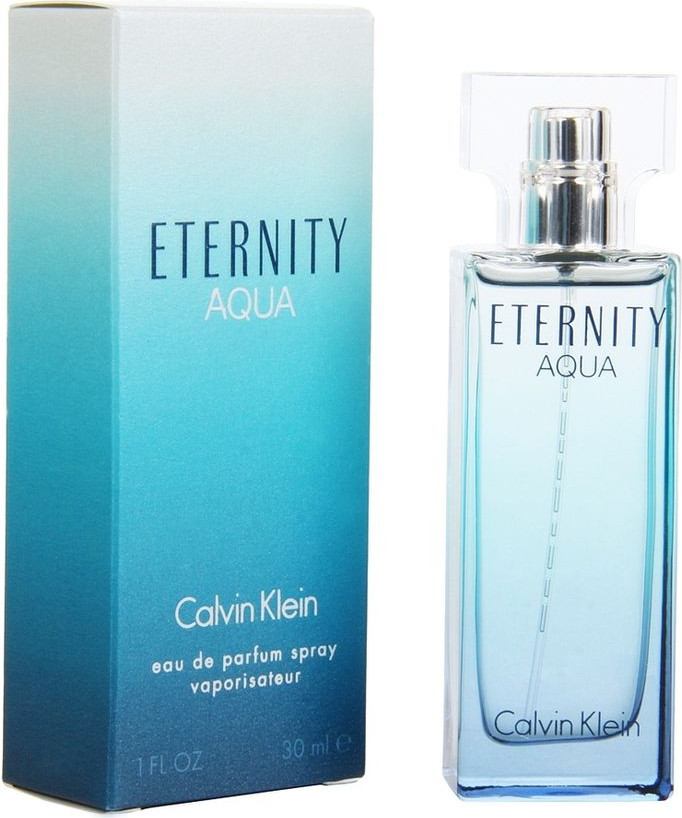 ETERNITY
AQUA
Calvin Klein
eau de parfum spray
vaporisateur
1 FL OZ 30 ml ℮
ETERNITY
AQUA
Calvin Klein